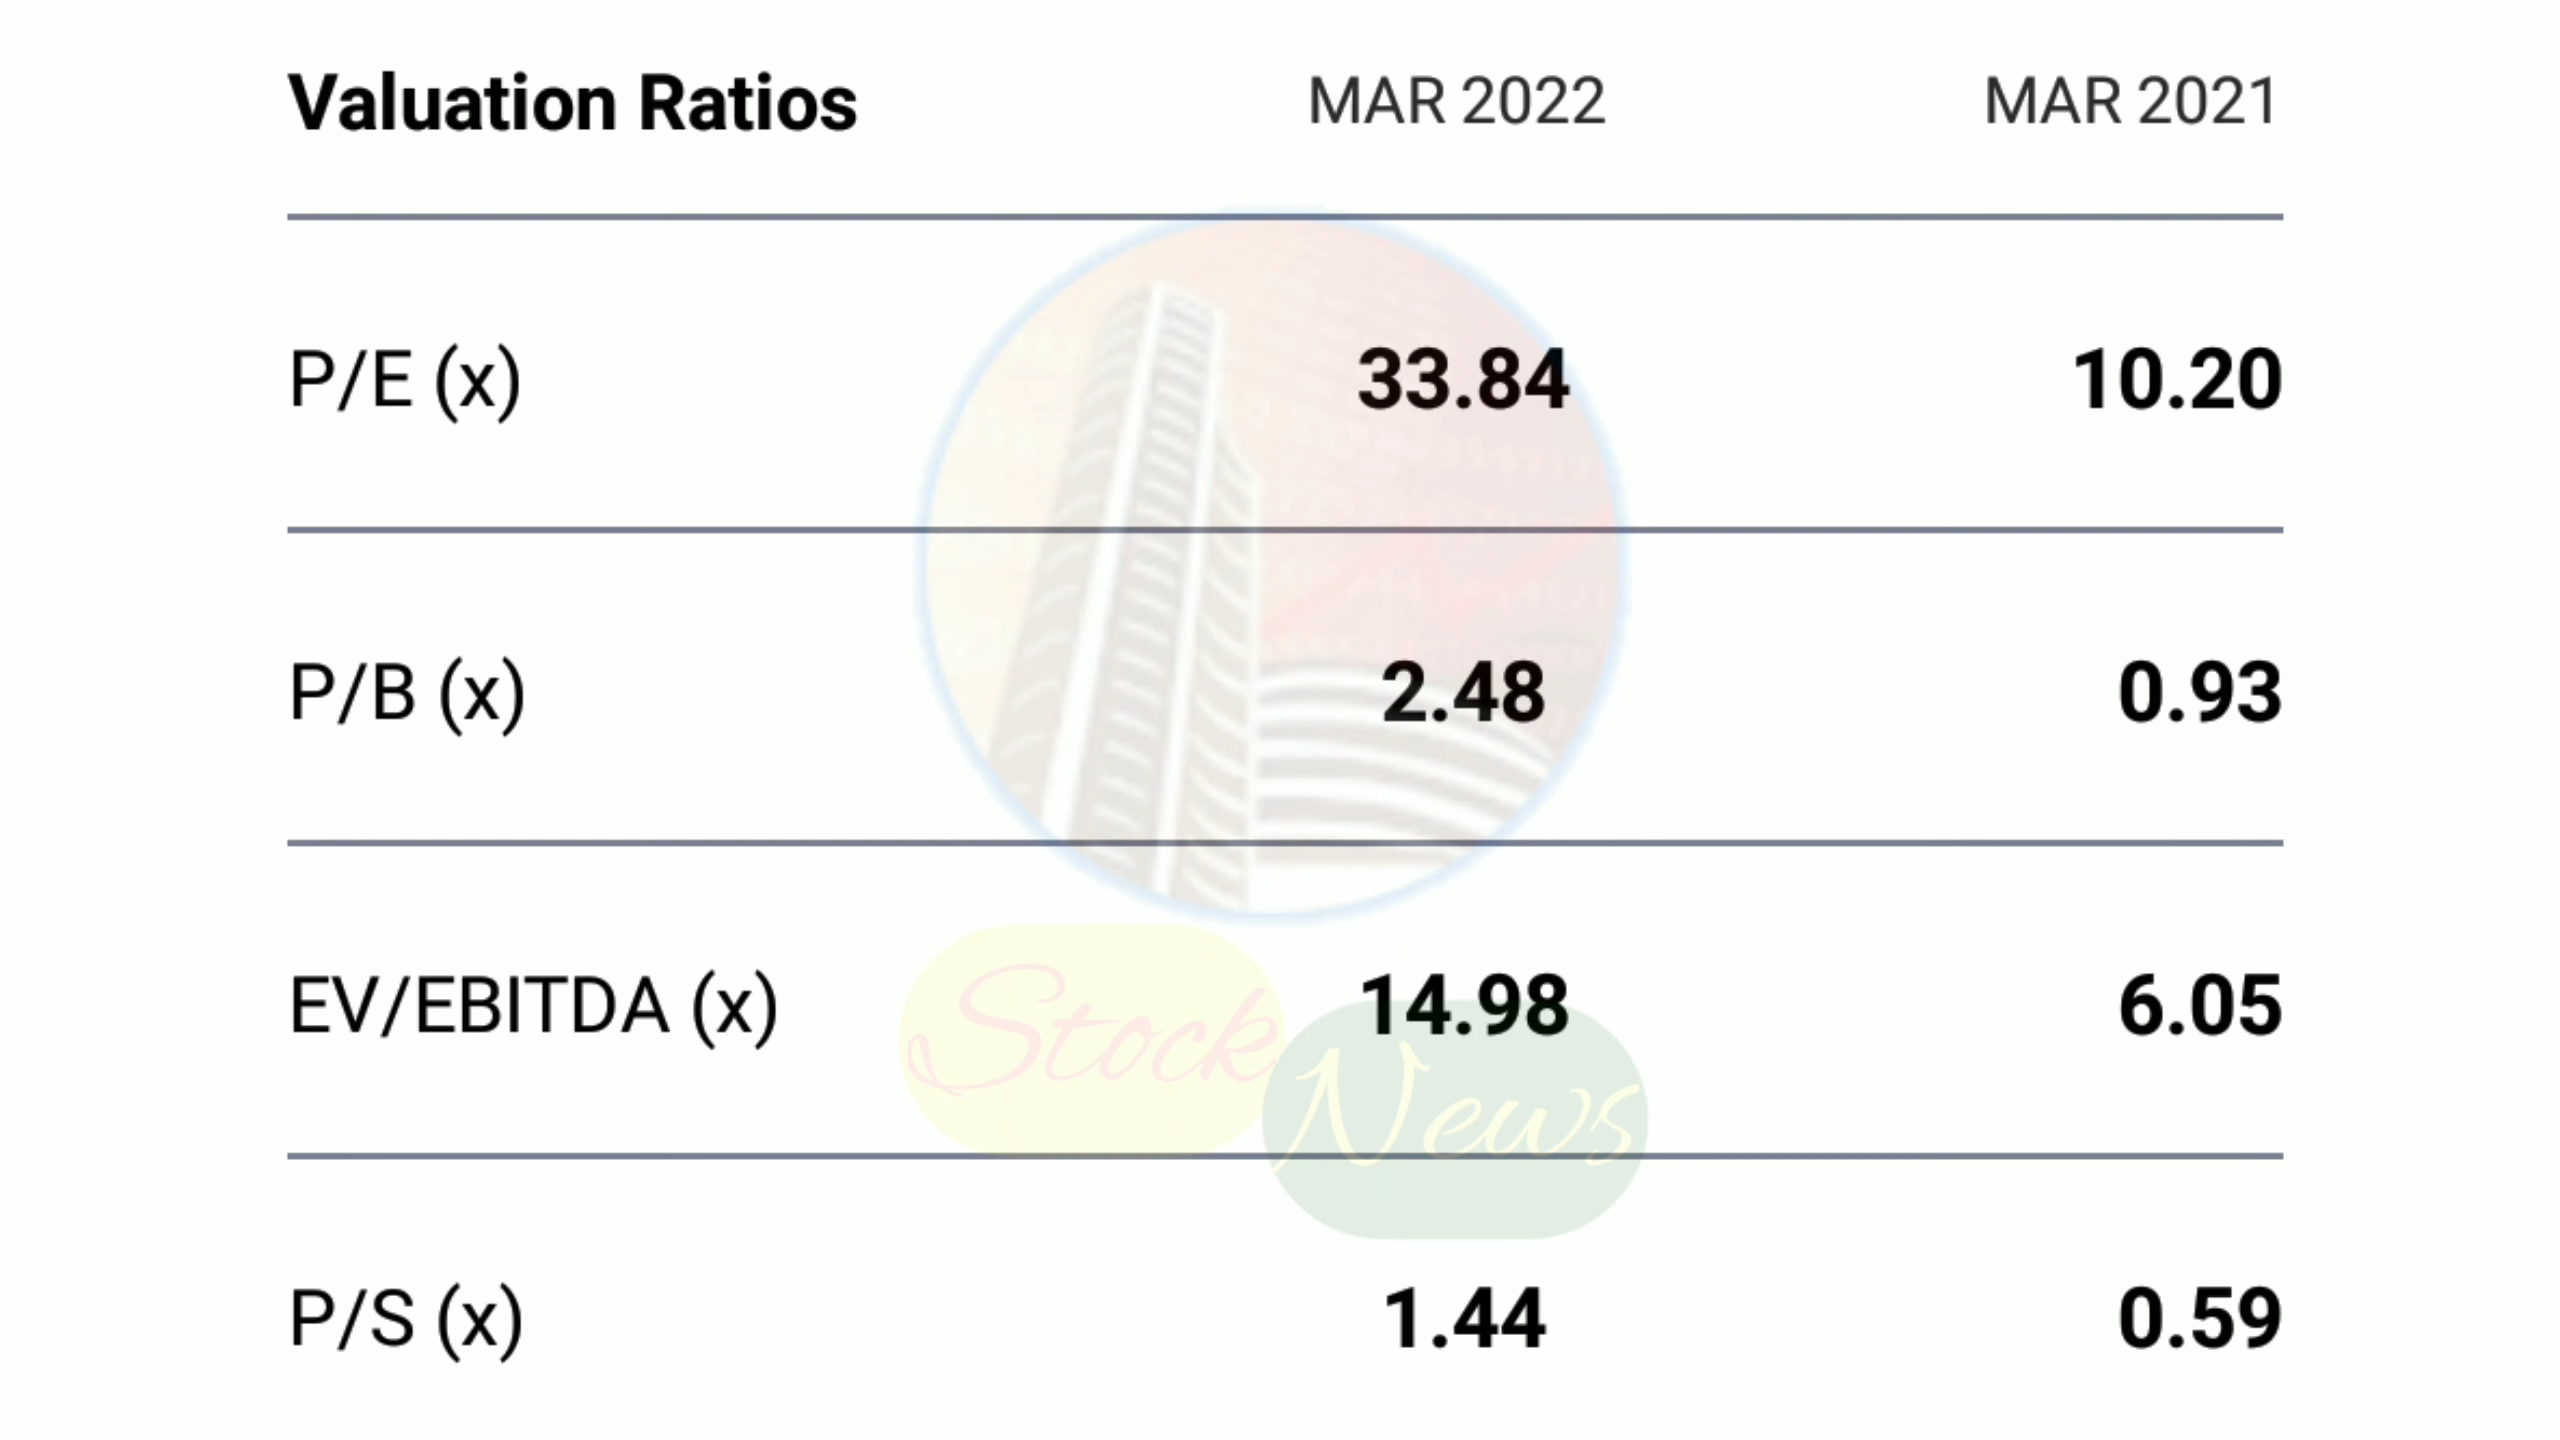 Valuation Ratios MAR 2022 MAR 2021
P/E (x) 33.84 10.20
P/B (x) 2.48 0.93
EV/EBITDA (x) 14.98 6.05
Stock
News
P/S (x) 1.44 0.59